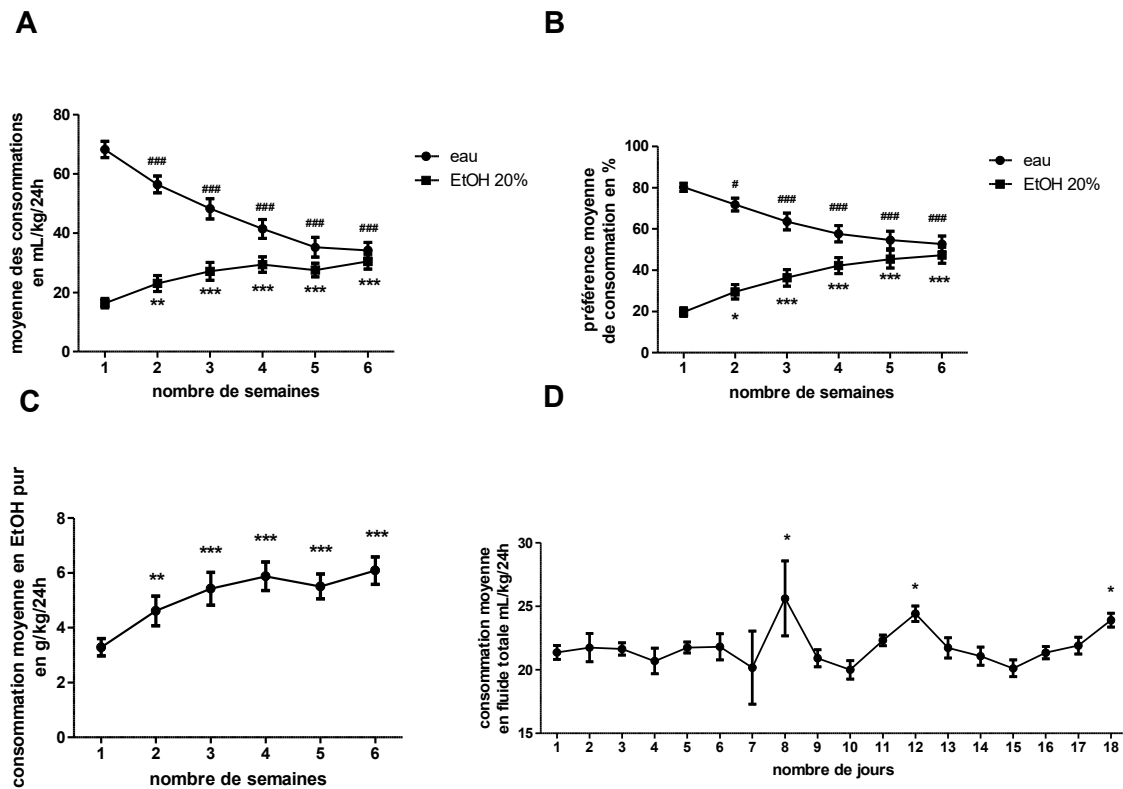 A
moyenne des consommations
en mL/kg/24h
80
60
40
20
0
###
###
###
###
###
**
***
***
***
***
eau
EtOH 20%
1 2 3 4 5 6
nombre de semaines
B
préférence moyenne
de consommation en %
100
80
60
40
20
0
#
###
###
###
###
*
***
***
***
***
eau
EtOH 20%
1 2 3 4 5 6
nombre de semaines
C
consommation moyenne en EtOH pur
en g/kg/24h
8
6
4
2
0
**
***
***
***
***
1 2 3 4 5 6
nombre de semaines
D
consommation moyenne
en fluide totale mL/kg/24h
30
25
20
15
*
*
*
1 2 3 4 5 6 7 8 9 10 11 12 13 14 15 16 17 18
nombre de jours